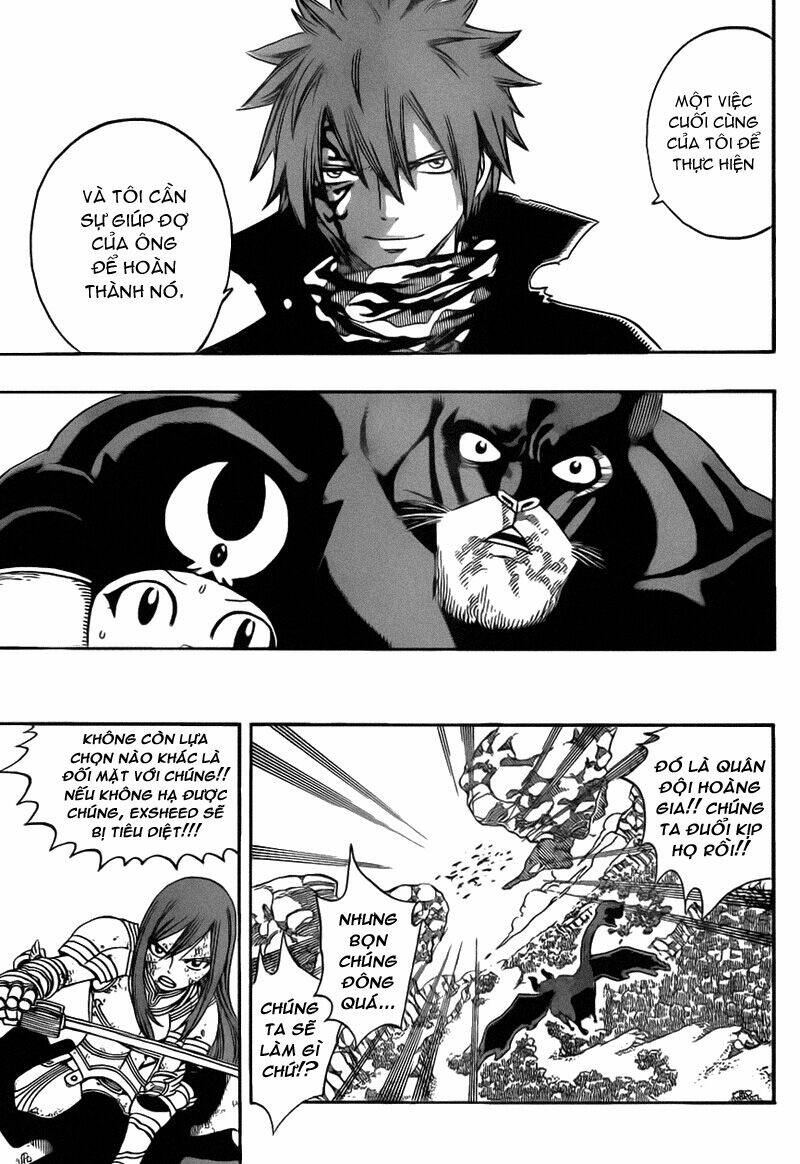 MỘT VIỆC
CUỐI CÙNG
CỦA TÔI ĐỂ
THỰC HIỆN
VÀ TÔI CẦN
SỰ GIÚP ĐỢ
CỦA ÔNG
ĐỂ HOÀN
THÀNH NÓ.
ĐÓ LÀ QUÂN
ĐỘI HOÀNG
GIA!! CHÚNG
TA ĐUỔI KỊP
HỌ RỒI!!
NHƯNG
BỌN
CHÚNG
ĐÔNG
QUÁ...
CHÚNG
TA SẼ
LÀM GÌ
CHỨ!?
KHÔNG CÒN LỰA
CHỌN NÀO KHÁC LÀ
ĐỐI MẶT VỚI CHÚNG!!
NẾU KHÔNG HẠ ĐƯỢC
CHÚNG, EXSHEED SẼ
BỊ TIÊU DIỆT!!!